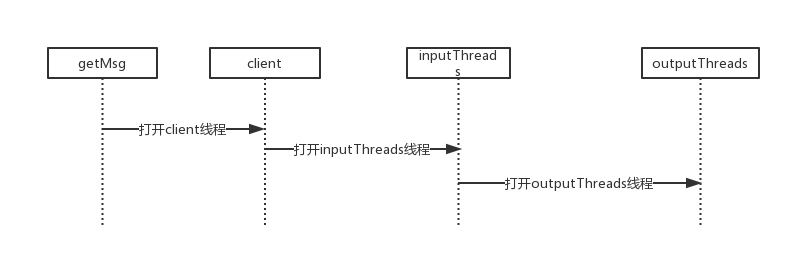 getMsg
client
inputThread
s
outputThreads
打开client线程
打开inputThreads线程
打开outputThreads线程